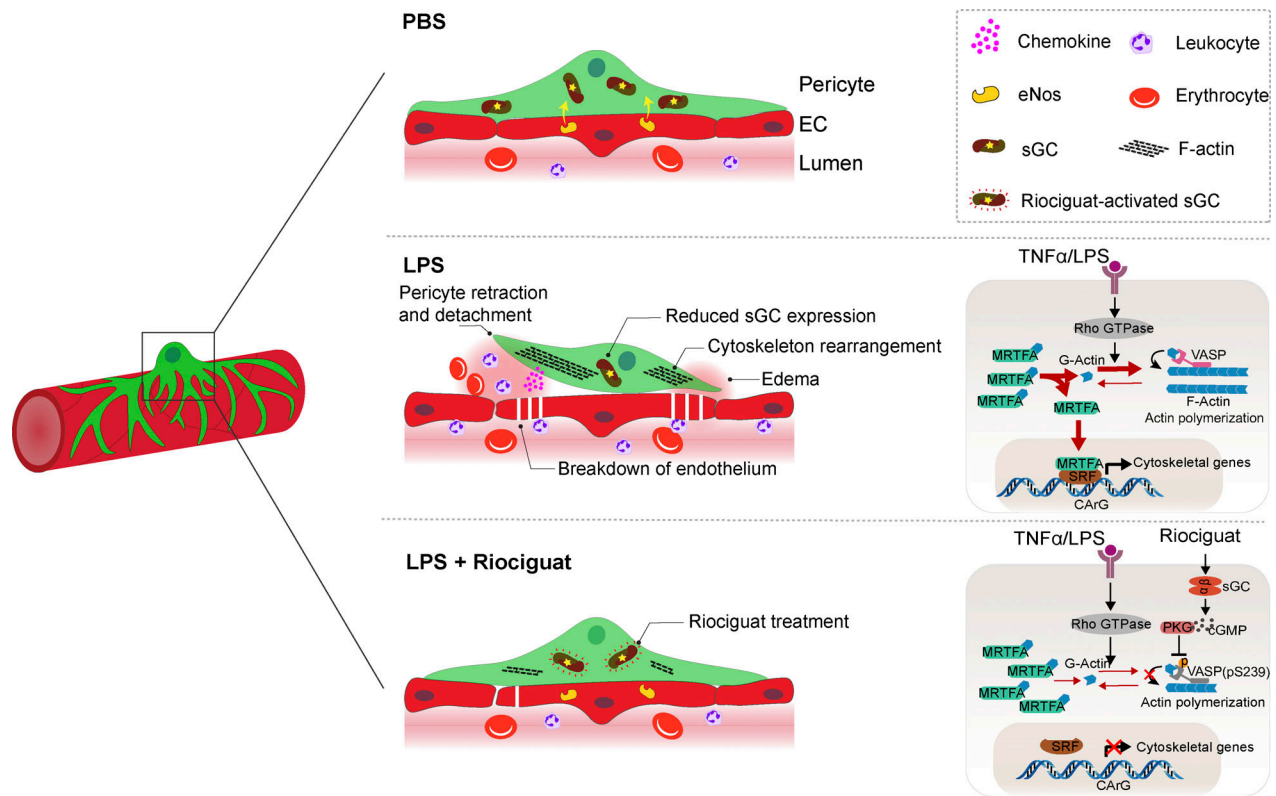 PBS
Pericyte
EC
Lumen
Chemokine
Leukocyte
eNos
Erythrocyte
sGC
F-actin
Riociguat-activated sGC
LPS
Pericyte retraction
and detachment
Reduced sGC expression
Cytoskeleton rearrangement
Edema
Breakdown of endothelium
TNFα/LPS
Rho GTPase
MRTFA
MRTFA
MRTFA
G-Actin
VASP
F-Actin
Actin polymerization
MRTFA
MRTFA
SRF
Cytoskeletal genes
CArG
LPS + Riociguat
Riociguat treatment
TNFα/LPS
Riociguat
αβ
sGC
Rho GTPase
PKG
cGMP
MRTFA
MRTFA
MRTFA
MRTFA
G-Actin
p
VASP(pS239)
Actin polymerization
SRF
Cytoskeletal genes
CArG